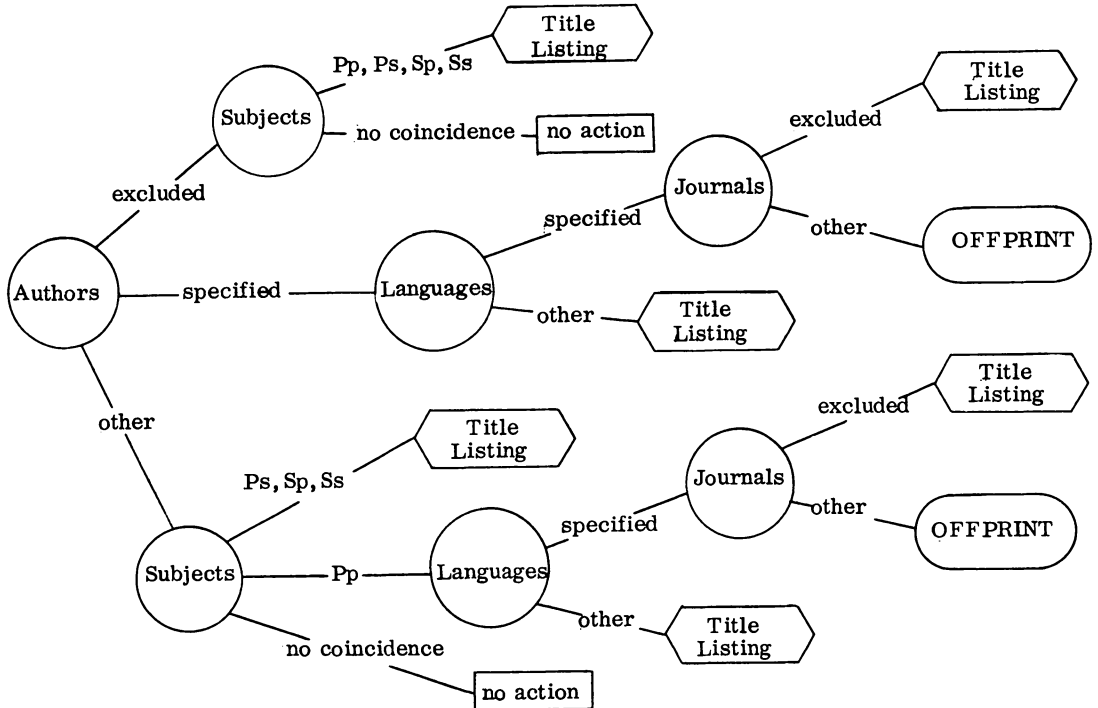 Title
Listing
Pp, Ps, Sp, Ss
Subjects
no coincidence
no action
excluded
Title
Listing
excluded
Journals
specified
other
OFFPRINT
Authors
specified
Languages
other
Title
Listing
other
Title
Listing
Ps, Sp, Ss
Title
Listing
excluded
Journals
specified
other
OFFPRINT
Subjects
Pp
Languages
other
Title
Listing
no coincidence
no action